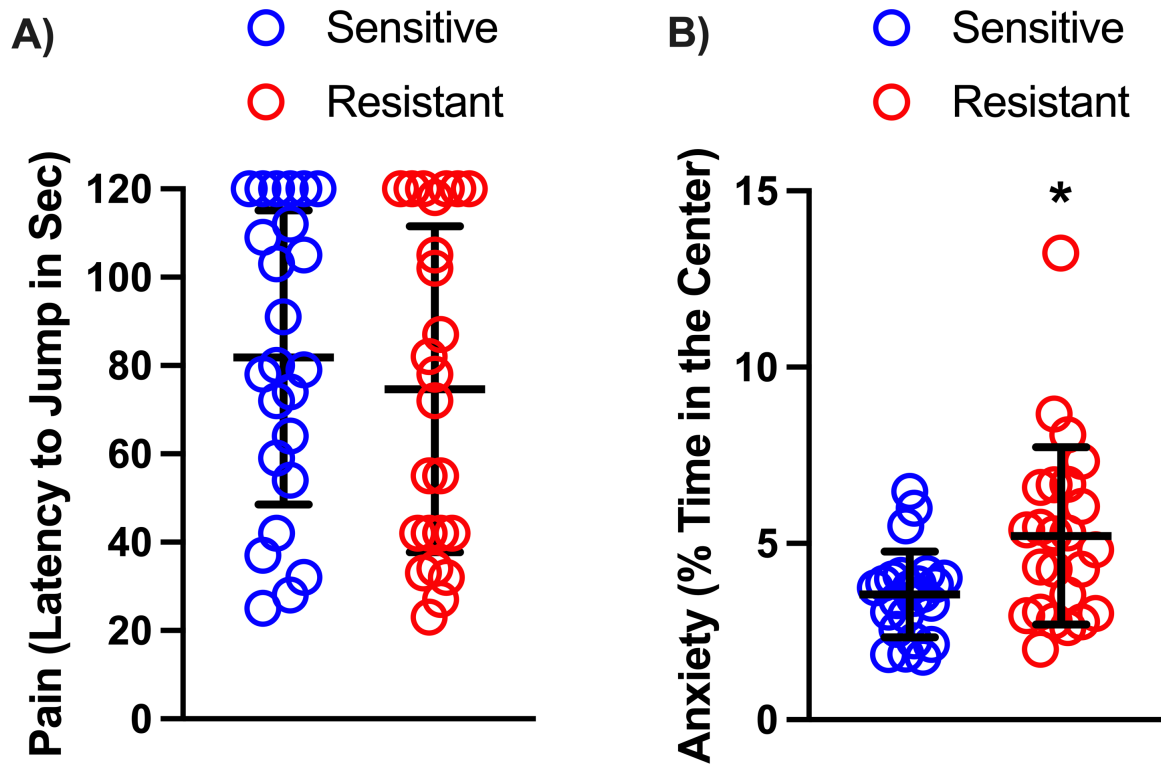 A)
Sensitive
Resistant
Pain (Latency to Jump in Sec)
120
100
80
60
40
20
0
B)
Sensitive
Resistant
Anxiety (% Time in the Center)
15
10
5
0
*